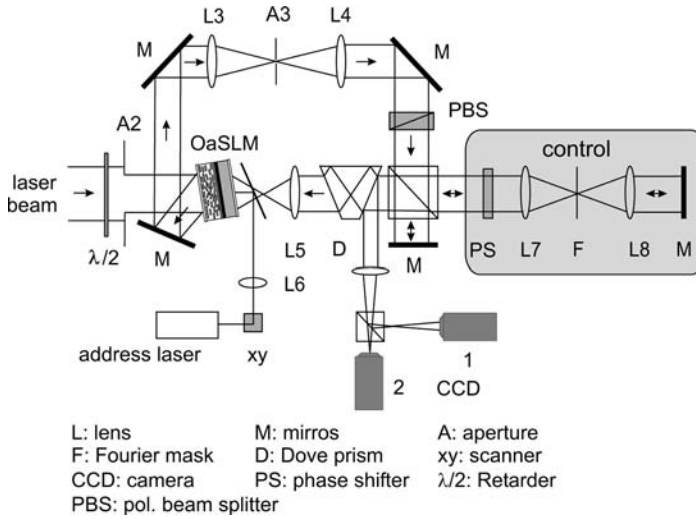 L3 A3 L4
M M
PBS
A2 OaSLM control
laser beam
λ/2 M L5 D M PS L7 F L8 M
L6
address laser xy
1
2 CCD
L: lens M: mirros A: aperture
F: Fourier mask D: Dove prism xy: scanner
CCD: camera PS: phase shifter λ/2: Retarder
PBS: pol. beam splitter